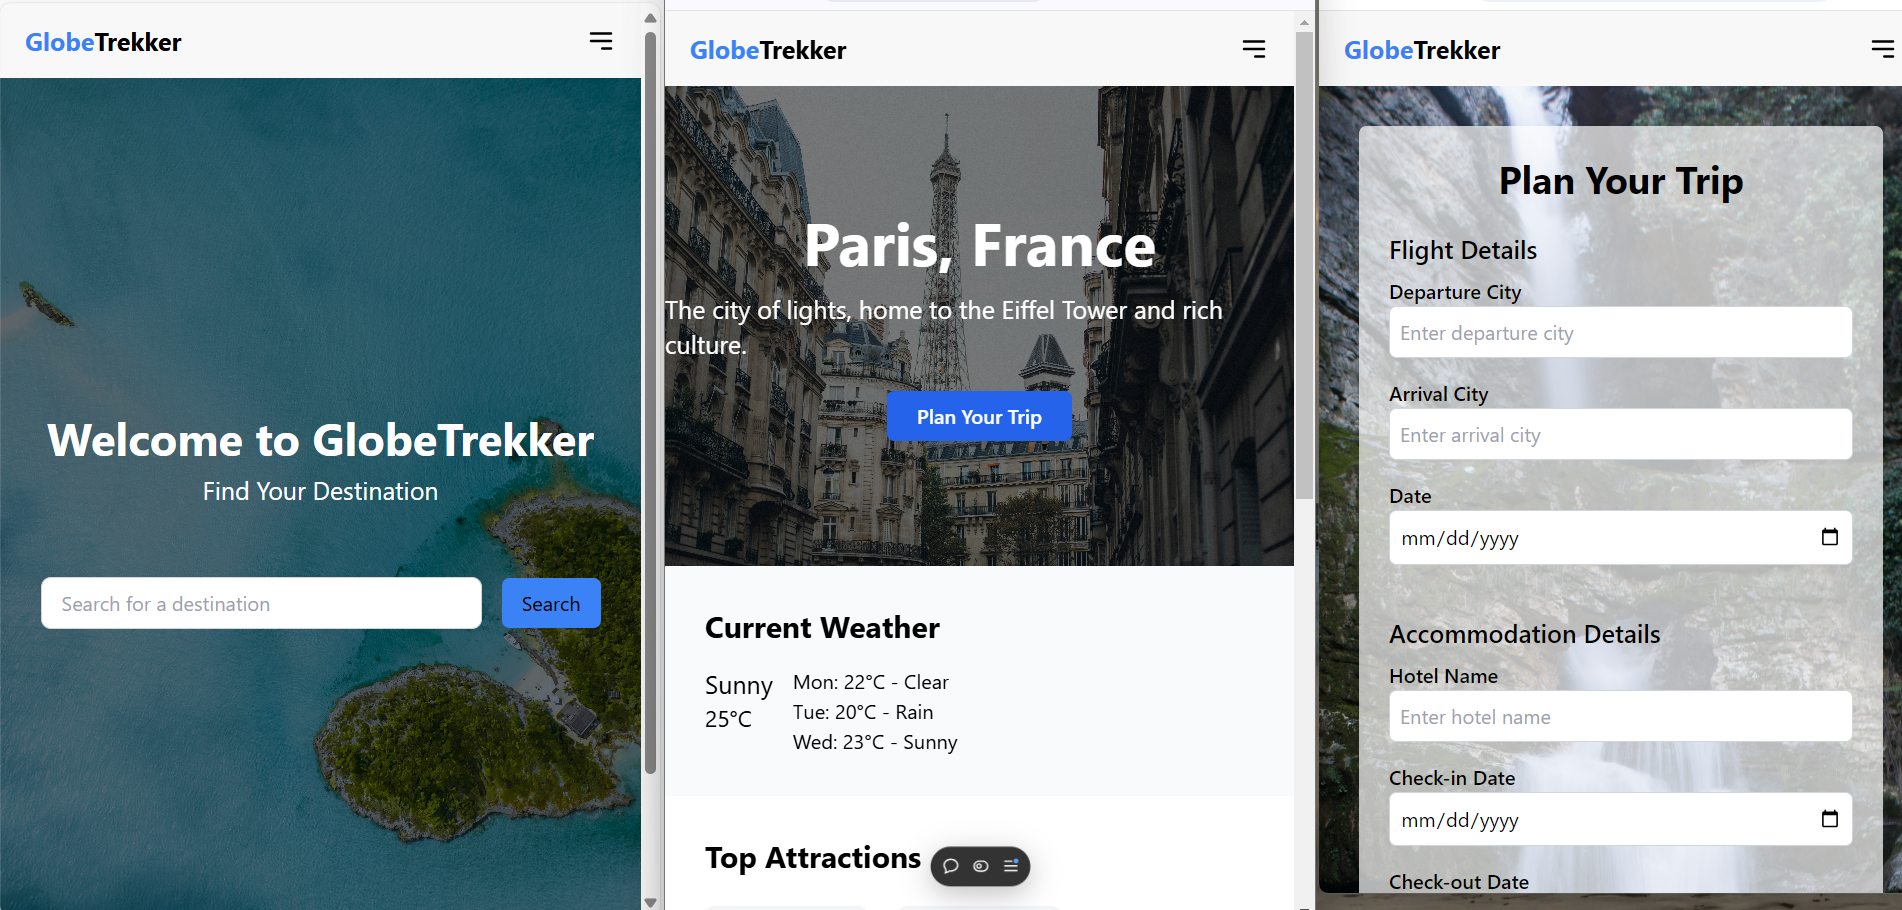 GlobeTrekker
Welcome to GlobeTrekker
Find Your Destination
Search for a destination
Search
GlobeTrekker
Paris, France
The city of lights, home to the Eiffel Tower and rich
culture.
Plan Your Trip
Current Weather
Sunny
25°C
Mon: 22°C - Clear
Tue: 20°C - Rain
Wed: 23°C - Sunny
Top Attractions
GlobeTrekker
Plan Your Trip
Flight Details
Departure City
Enter departure city
Arrival City
Enter arrival city
Date
mm/dd/yyyy
Accommodation Details
Hotel Name
Enter hotel name
Check-in Date
mm/dd/yyyy
Check-out Date